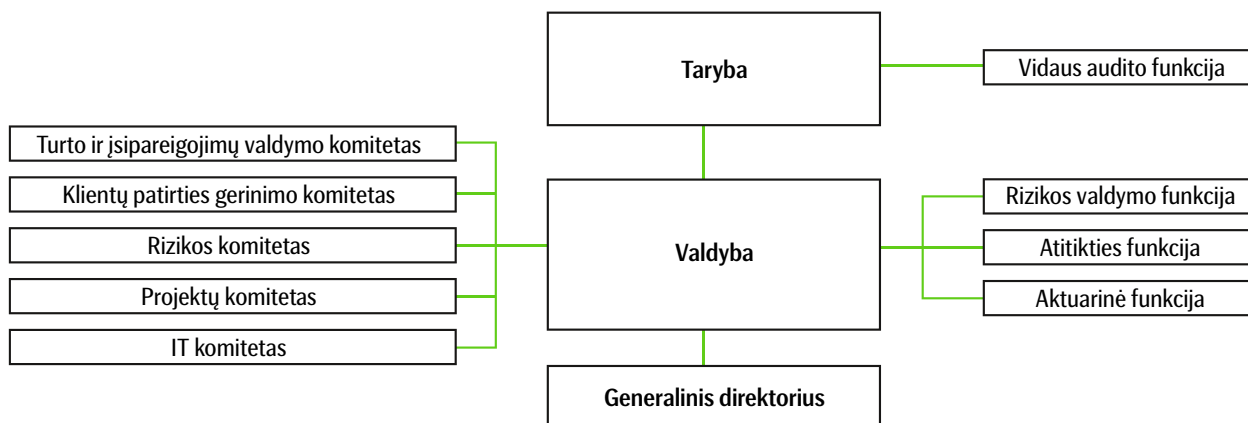 Taryba
Vidaus audito funkcija
Turto ir įsipareigojimų valdymo komitetas
Klientų patirties gerinimo komitetas
Rizikos komitetas
Projektų komitetas
IT komitetas
Valdyba
Rizikos valdymo funkcija
Atitikties funkcija
Aktuarinė funkcija
Generalinis direktorius